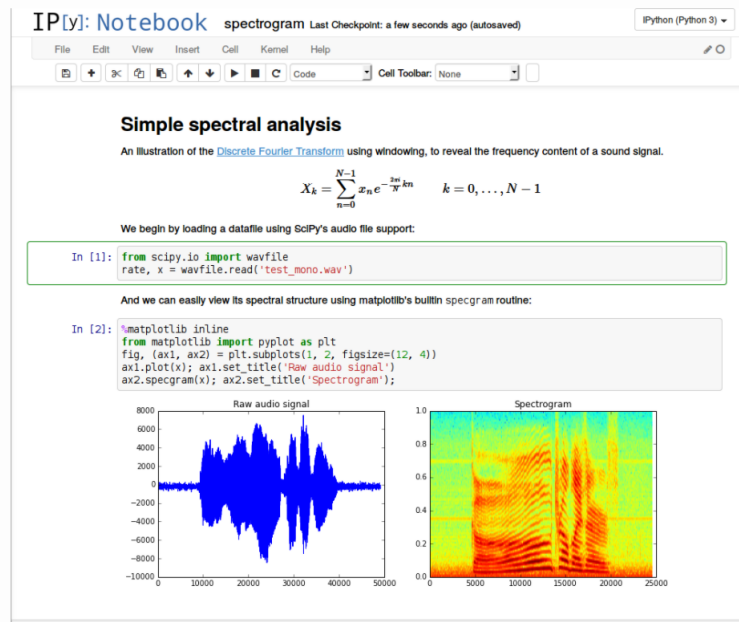 IP[y]: Notebook spectrogram Last Checkpoint: a few seconds ago (autosaved) IPython (Python 3)
File Edit View Insert Cell Kernel Help
Code Cell Toolbar: None
Simple spectral analysis
An illustration of the Discrete Fourier Transform using windowing, to reveal the frequency content of a sound signal.
X_k = \sum_{n=0}^{N-1} x_n e^{-\frac{2\pi i}{N} kn} k = 0, ..., N − 1
We begin by loading a datafile using SciPy's audio file support:
In [1]: from scipy.io import wavfile
rate, x = wavfile.read('test_mono.wav')
And we can easily view its spectral structure using matplotlib's builtin specgram routine:
In [2]: %matplotlib inline
from matplotlib import pyplot as plt
fig, (ax1, ax2) = plt.subplots(1, 2, figsize=(12, 4))
ax1.plot(x); ax1.set_title('Raw audio signal')
ax2.specgram(x); ax2.set_title('Spectrogram');
Raw audio signal
8000
6000
4000
2000
0
−2000
−4000
−6000
−8000
−10000
0 10000 20000 30000 40000 50000
Spectrogram
1.0
0.8
0.6
0.4
0.2
0.0
0 5000 10000 15000 20000 25000